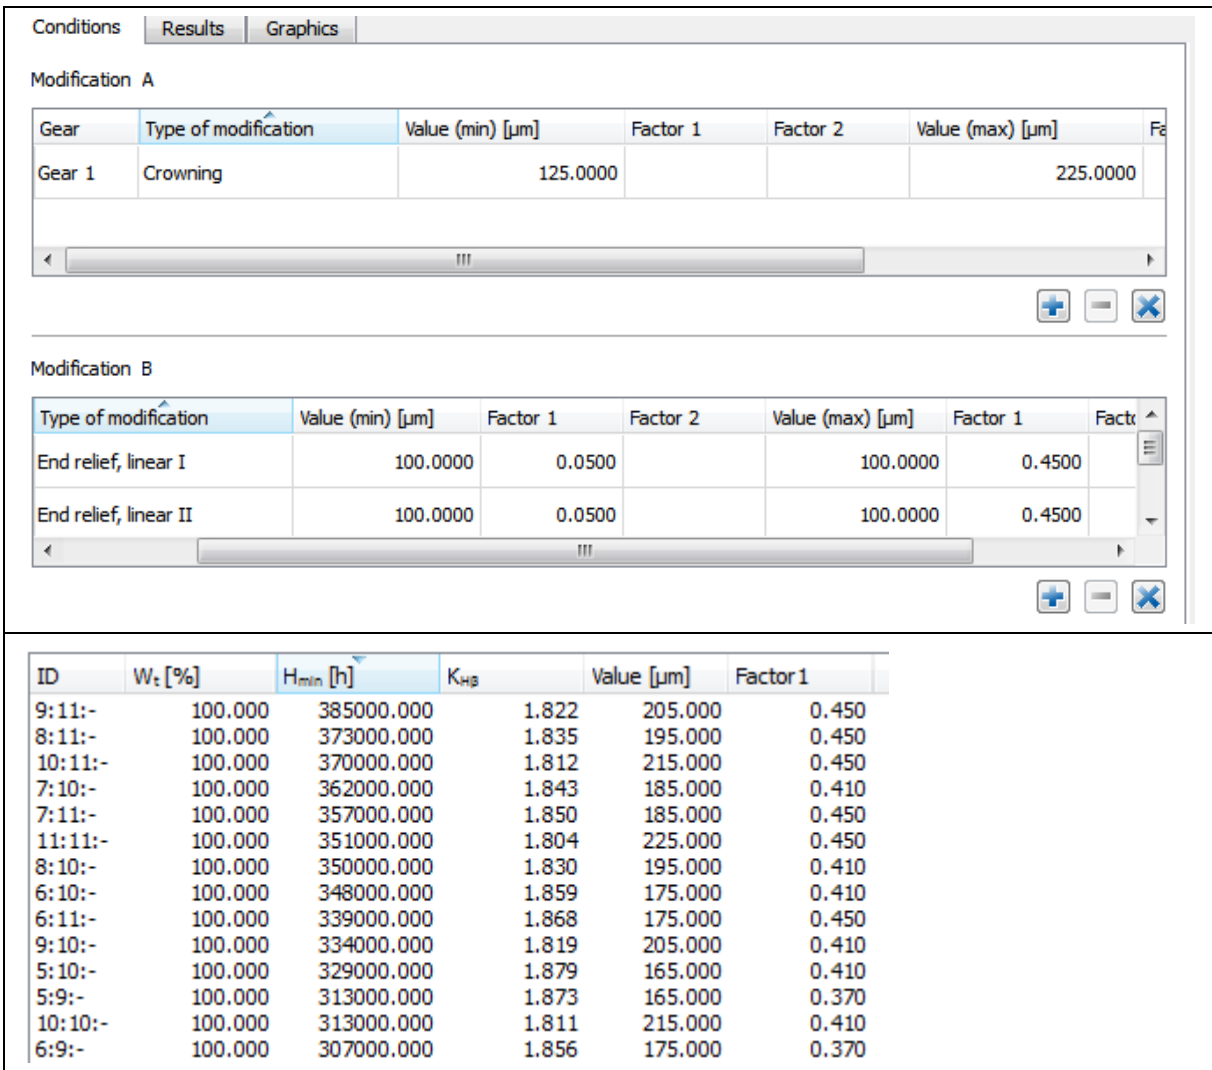 Conditions Results Graphics
Modification A
Gear Type of modification Value (min) [µm] Factor 1 Factor 2 Value (max) [µm] Fa
Gear 1 Crowning 125.0000 225.0000
Modification B
Type of modification Value (min) [µm] Factor 1 Factor 2 Value (max) [µm] Factor 1 Facto
End relief, linear I 100.0000 0.0500 100.0000 0.4500
End relief, linear II 100.0000 0.0500 100.0000 0.4500
ID Wt [%] Hmin [h] KHβ Value [µm] Factor1
9:11:- 100.000 385000.000 1.822 205.000 0.450
8:11:- 100.000 373000.000 1.835 195.000 0.450
10:11:- 100.000 370000.000 1.812 215.000 0.450
7:10:- 100.000 362000.000 1.843 185.000 0.410
7:11:- 100.000 357000.000 1.850 185.000 0.450
11:11:- 100.000 351000.000 1.804 225.000 0.450
8:10:- 100.000 350000.000 1.830 195.000 0.410
6:10:- 100.000 348000.000 1.859 175.000 0.410
6:11:- 100.000 339000.000 1.868 175.000 0.450
9:10:- 100.000 334000.000 1.819 205.000 0.410
5:10:- 100.000 329000.000 1.879 165.000 0.410
5:9:- 100.000 313000.000 1.873 165.000 0.370
10:10:- 100.000 313000.000 1.811 215.000 0.410
6:9:- 100.000 307000.000 1.856 175.000 0.370